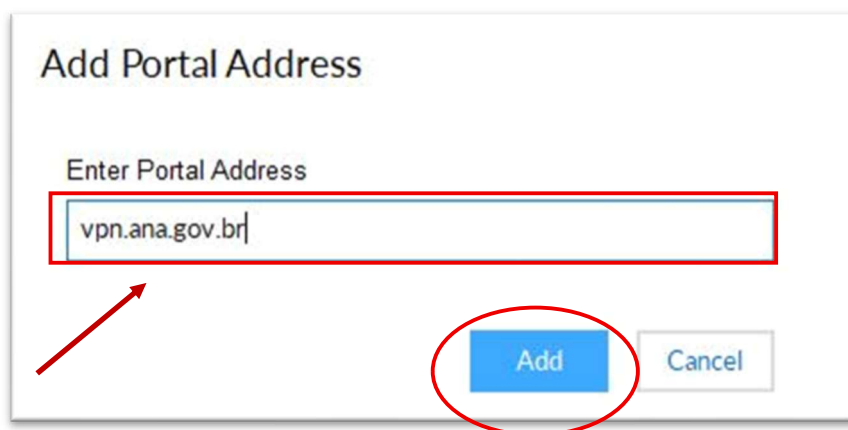 Add Portal Address
Enter Portal Address
vpn.ana.gov.br
Add Cancel